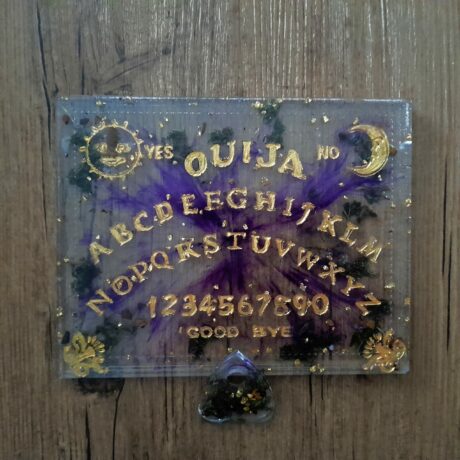 YES OUIJA NO
ABCDEFGHIJKLM
NOPQRSTUVWXYZ
1234567890
GOOD BYE